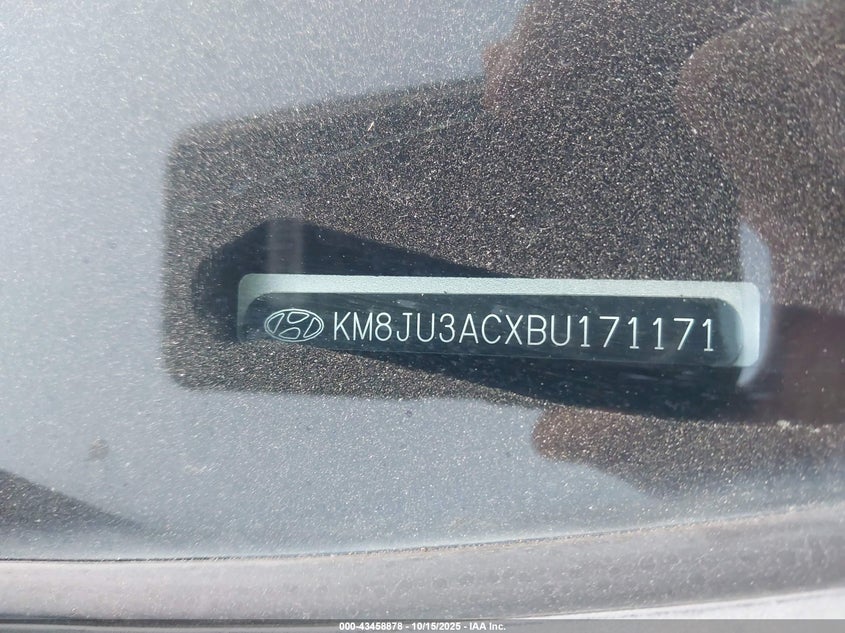 KM8JU3ACXBU171171
000-43458878 - 10/15/2025 - IAA Inc.